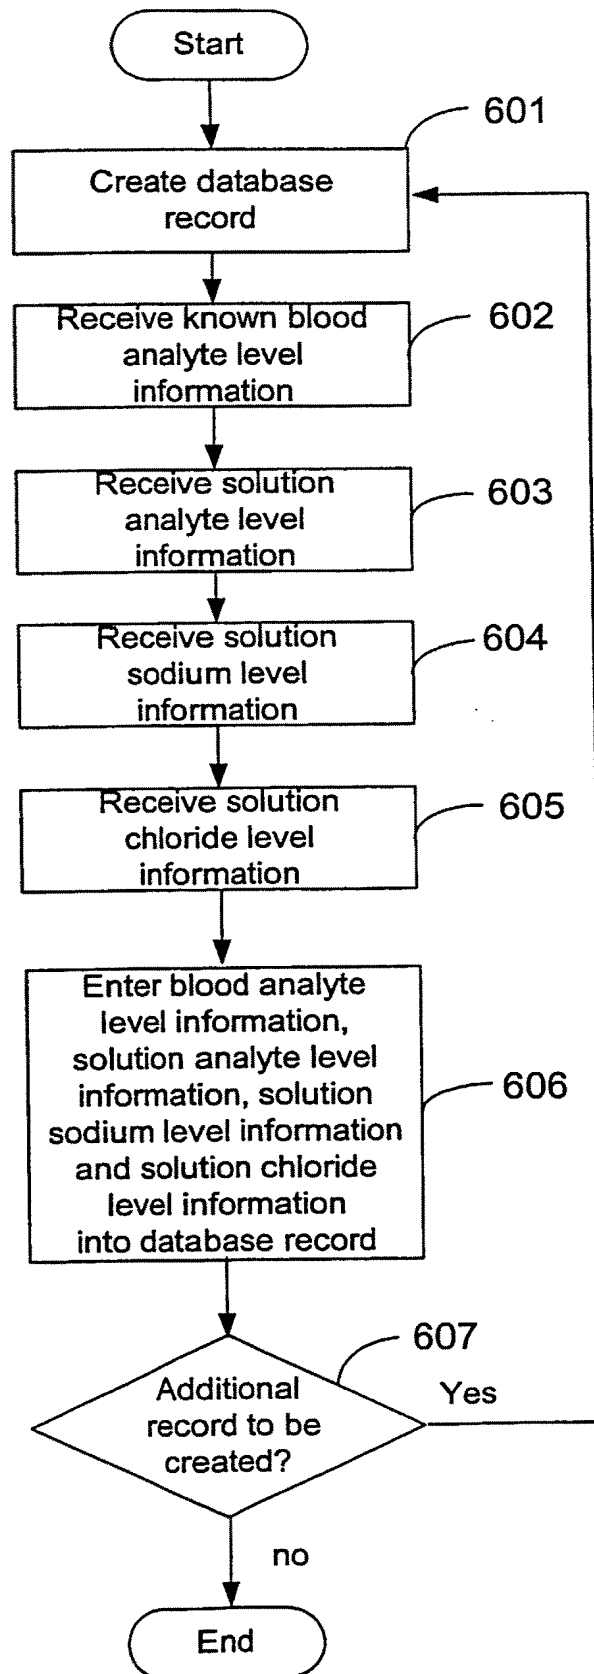 Start
601
Create database
record
Receive known blood
analyte level
information
602
Receive solution
analyte level
information
603
Receive solution
sodium level
information
604
Receive solution
chloride level
information
605
Enter blood analyte
level information,
solution analyte level
information, solution
sodium level information
and solution chloride
level information
into database record
606
607
Additional
record to be
created?
Yes
no
End